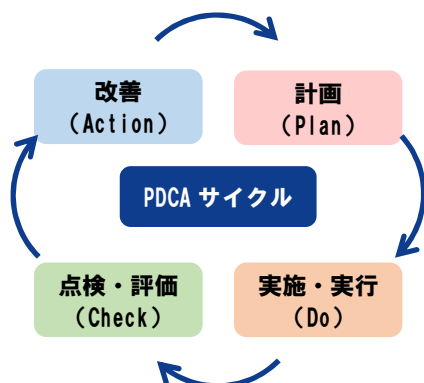 改善
(Action)
計画
(Plan)
PDCA サイクル
点検・評価
(Check)
実施・実行
(Do)